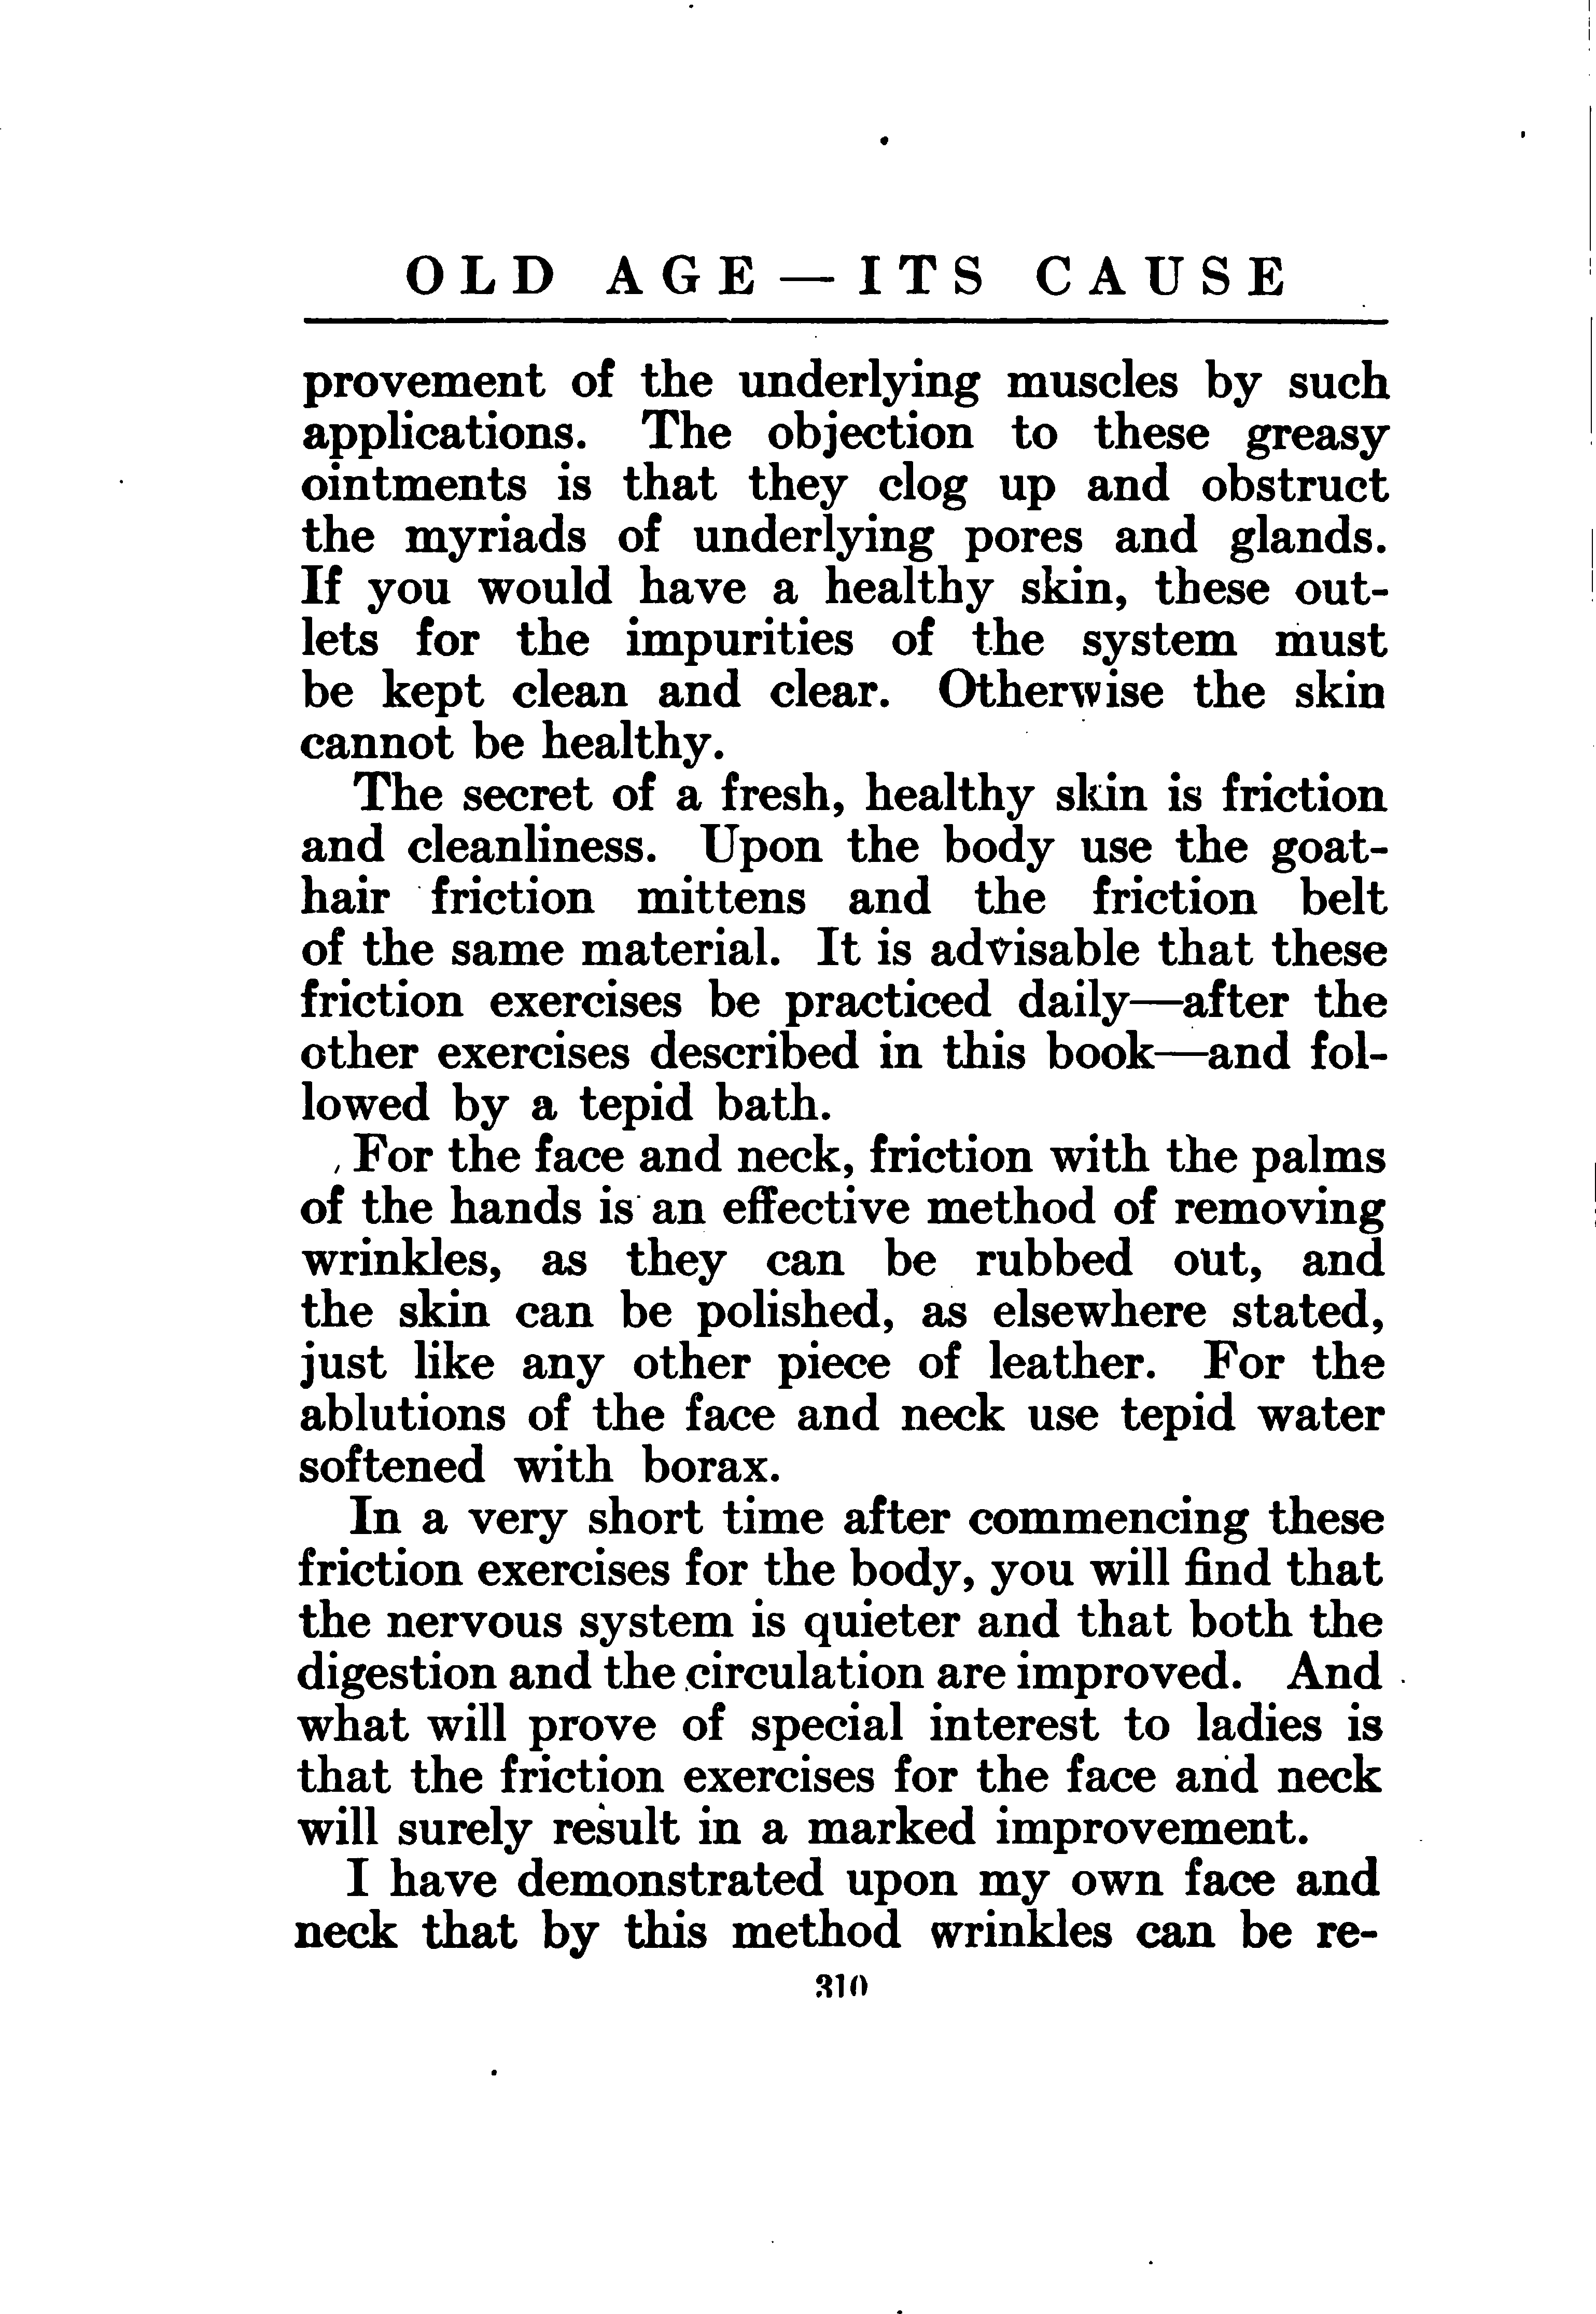 OLD AGE—ITS CAUSE
provement of the underlying muscles by such
applications. The objection to these greasy
ointments is that they clog up and obstruct
the myriads of underlying pores and glands.
If you would have a healthy skin, these out-
lets for the impurities of the system must
be kept clean and clear. Otherwise the skin
cannot be healthy.
The secret of a fresh, healthy skin is friction
and cleanliness. Upon the body use the goat-
hair friction mittens and the friction belt
of the same material. It is advisable that these
friction exercises be practiced daily—after the
other exercises described in this book—and fol-
lowed by a tepid bath.
For the face and neck, friction with the palms
of the hands is an effective method of removing
wrinkles, as they can be rubbed out, and
the skin can be polished, as elsewhere stated,
just like any other piece of leather. For the
ablutions of the face and neck use tepid water
softened with borax.
In a very short time after commencing these
friction exercises for the body, you will find that
the nervous system is quieter and that both the
digestion and the circulation are improved. And
what will prove of special interest to ladies is
that the friction exercises for the face and neck
will surely result in a marked improvement.
I have demonstrated upon my own face and
neck that by this method wrinkles can be re-
310